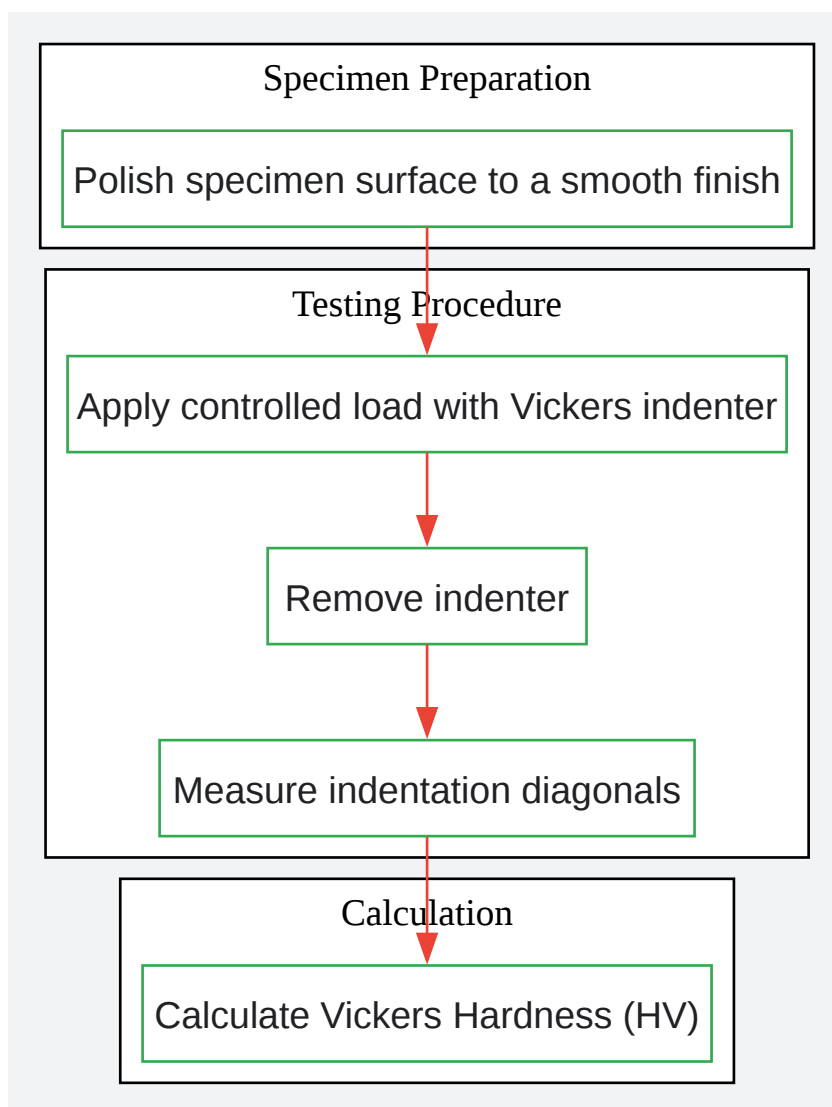 Specimen Preparation
Polish specimen surface to a smooth finish
Testing Procedure
Apply controlled load with Vickers indenter
Remove indenter
Measure indentation diagonals
Calculation
Calculate Vickers Hardness (HV)